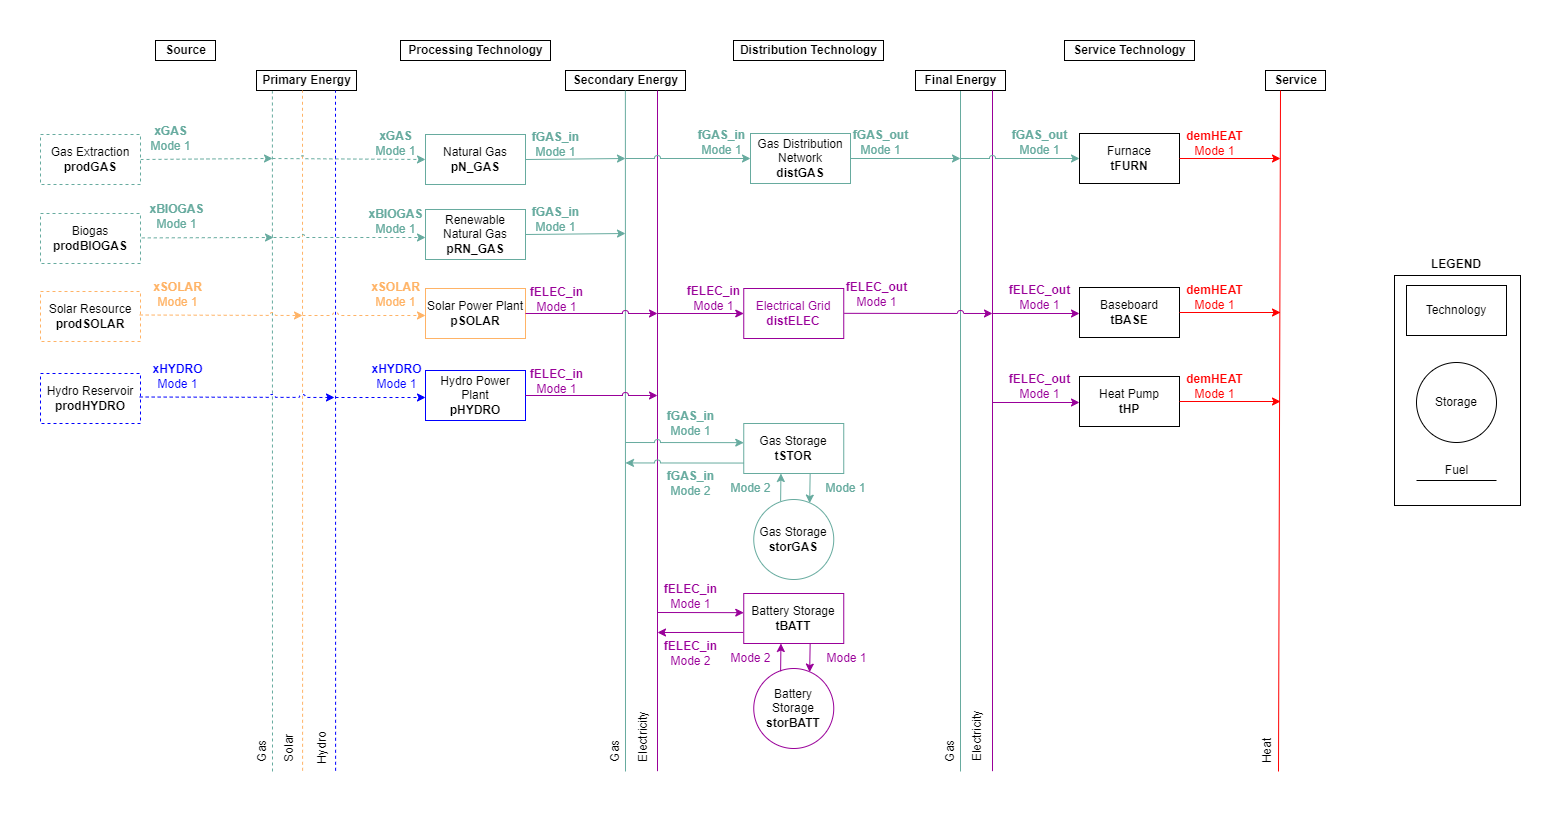 Source
Processing Technology
Distribution Technology
Service Technology
Primary Energy
Secondary Energy
Final Energy
Service
xGAS
Mode 1
xGAS
Mode 1
fGAS_in
Mode 1
fGAS_in
Mode 1
fGAS_out
Mode 1
fGAS_out
Mode 1
demHEAT
Mode 1
Gas Extraction
prodGAS
Natural Gas
pN_GAS
Gas Distribution
Network
distGAS
Furnace
tFURN
xBIOGAS
Mode 1
xBIOGAS
Mode 1
fGAS_in
Mode 1
Biogas
prodBIOGAS
Renewable
Natural Gas
pRN_GAS
xSOLAR
Mode 1
xSOLAR
Mode 1
fELEC_in
Mode 1
fELEC_in
Mode 1
fELEC_out
Mode 1
fELEC_out
Mode 1
demHEAT
Mode 1
Solar Resource
prodSOLAR
Solar Power Plant
pSOLAR
Electrical Grid
distELEC
Baseboard
tBASE
xHYDRO
Mode 1
xHYDRO
Mode 1
fELEC_in
Mode 1
fELEC_out
Mode 1
demHEAT
Mode 1
Hydro Reservoir
prodHYDRO
Hydro Power
Plant
pHYDRO
Heat Pump
tHP
fGAS_in
Mode 1
Gas Storage
tSTOR
fGAS_in
Mode 2
Mode 2
Mode 1
Gas Storage
storGAS
fELEC_in
Mode 1
Battery Storage
tBATT
fELEC_in
Mode 2
Mode 2
Mode 1
Battery
Storage
storBATT
Gas
Solar
Hydro
Gas
Electricity
Gas
Electricity
Heat
LEGEND
Technology
Storage
Fuel